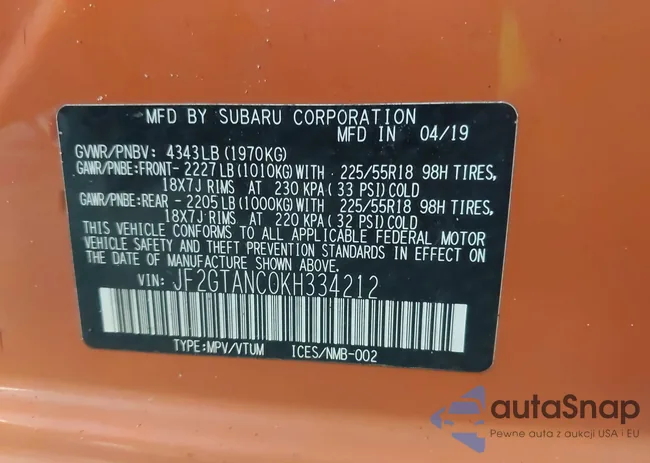 MFD BY SUBARU CORPORATION
MFD IN 04/19
GVWR/PNBV: 4343LB (1970KG)
GAWR/PNBE:FRONT- 2227LB (1010KG) WITH 225/55R18 98H TIRES,
18X7J RIMS AT 230 KPA (33 PSI) COLD
GAWR/PNBE:REAR - 2205LB (1000KG) WITH 225/55R18 98H TIRES,
18X7J RIMS AT 220 KPA (32 PSI) COLD
THIS VEHICLE CONFORMS TO ALL APPLICABLE FEDERAL MOTOR
VEHICLE SAFETY AND THEFT PREVENTION STANDARDS IN EFFECT ON
THE DATE OF MANUFACTURE SHOWN ABOVE.
VIN: JF2GTANC0KH334212
TYPE:MPV/VTUM ICES/NMB-002
autaSnap
Pewne auta z aukcji USA i EU